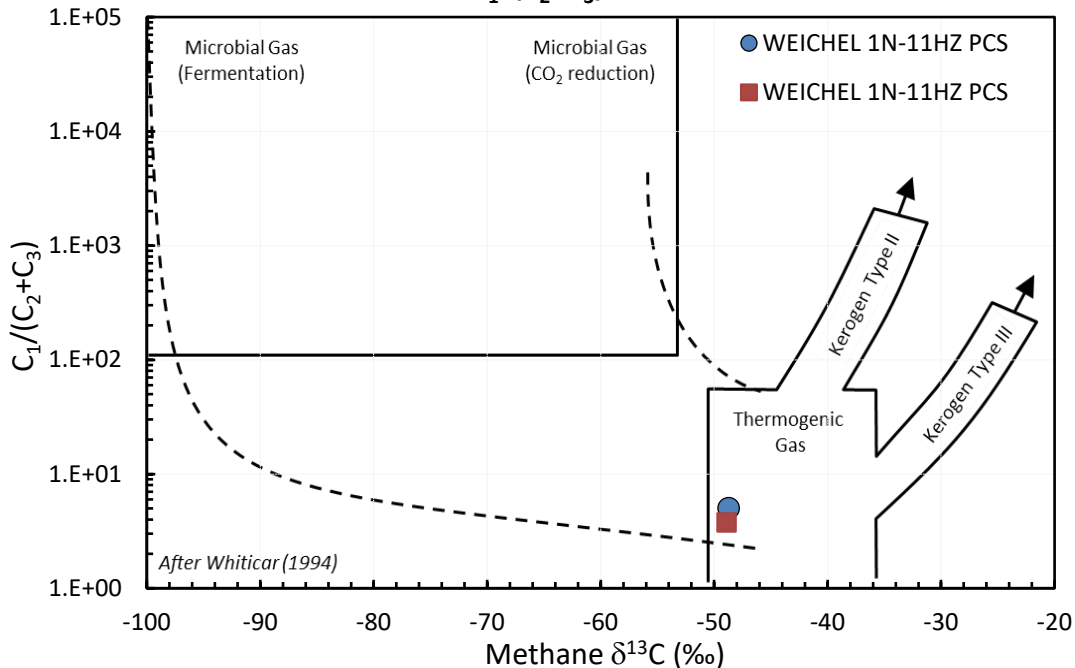 1.E+05
1.E+04
1.E+03
1.E+02
1.E+01
1.E+00
C₁/(C₂+C₃)
Microbial Gas
(Fermentation)
Microbial Gas
(CO₂ reduction)
WEICHEL 1N-11HZ PCS
WEICHEL 1N-11HZ PCS
Kerogen Type II
Kerogen Type III
Thermogenic
Gas
After Whiticar (1994)
-100 -90 -80 -70 -60 -50 -40 -30 -20
Methane δ¹³C (‰)